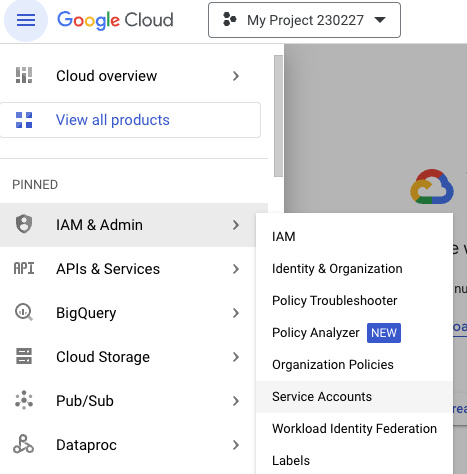 Google Cloud
My Project 230227
Cloud overview
View all products
PINNED
IAM & Admin
API APIs & Services
BigQuery
Cloud Storage
Pub/Sub
Dataproc
IAM
Identity & Organization
Policy Troubleshooter
Policy Analyzer NEW
Organization Policies
Service Accounts
Workload Identity Federation
Labels